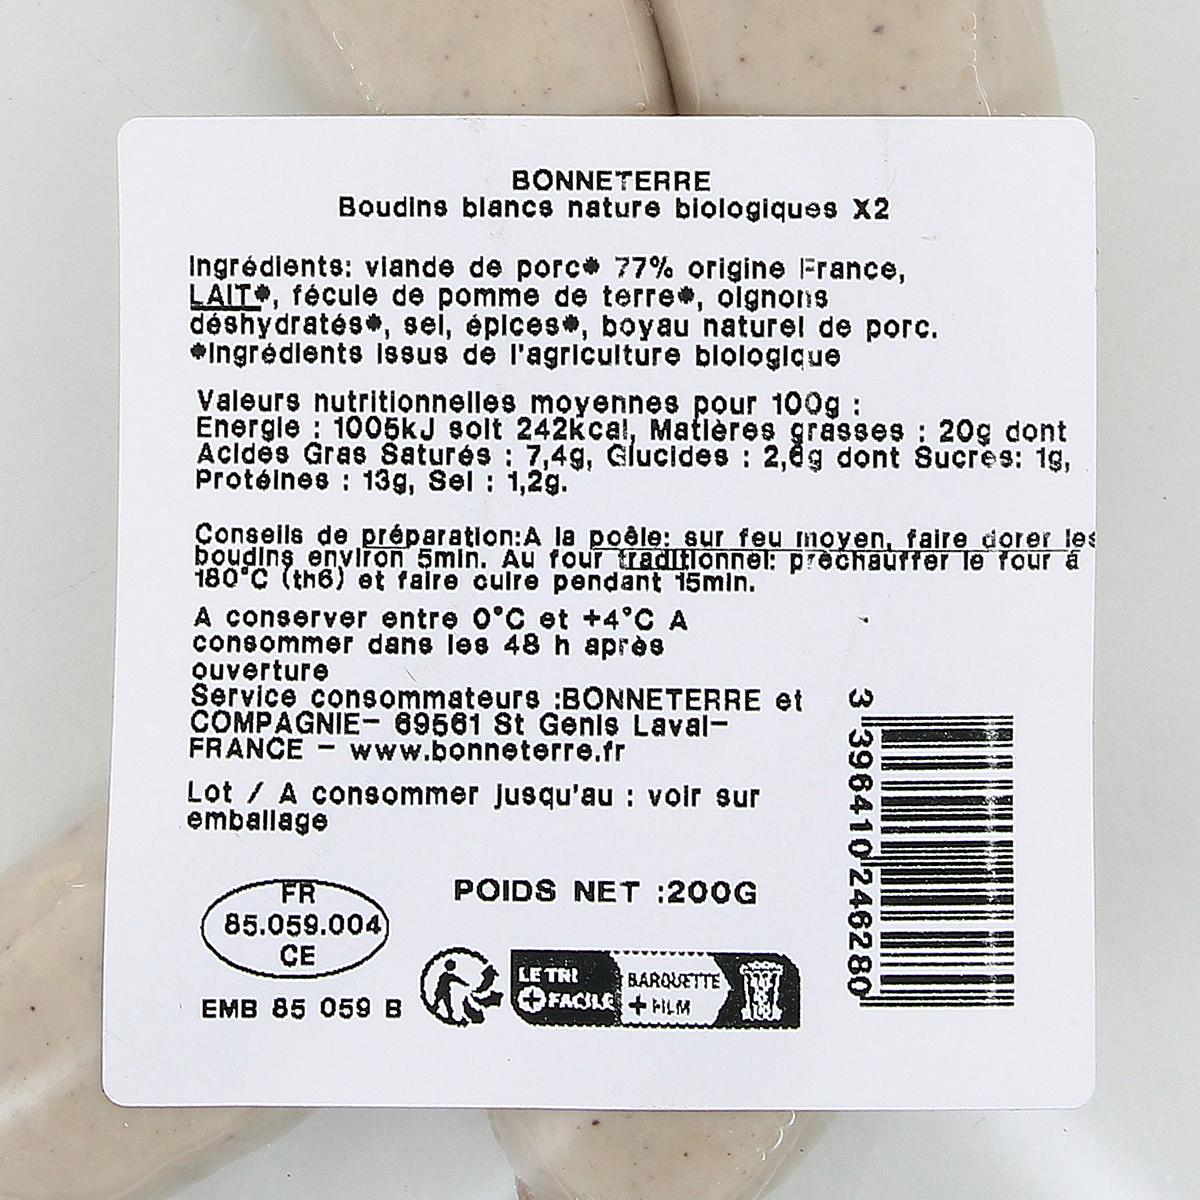 BONNETERRE
Boudins blancs nature biologiques X2
Ingrédients: viande de porc* 77% origine France,
LAIT*, fécule de pomme de terre*, oignons
déshydratés*, sel, épices*, boyau naturel de porc.
*Ingrédients issus de l'agriculture biologique
Valeurs nutritionnelles moyennes pour 100g :
Energie : 1005kJ soit 242kcal, Matières grasses : 20g dont
Acides Gras Saturés : 7,4g, Glucides : 2,6g dont Sucres: 1g,
Protéines : 13g, Sel : 1,2g.
Conseils de préparation:A la poêle: sur feu moyen, faire dorer les
boudins environ 5min. Au four traditionnel: préchauffer le four à
180°C (th6) et faire cuire pendant 15min.
A conserver entre 0°C et +4°C A
consommer dans les 48 h après
ouverture
Service consommateurs :BONNETERRE et
COMPAGNIE- 69561 St Genis Laval-
FRANCE - www.bonneterre.fr
Lot / A consommer jusqu'au : voir sur
emballage
FR
85.059.004
CE
EMB 85 059 B
POIDS NET :200G
LE TRI
+ FACILE
BARQUETTE
+ FILM
3 396410 246280